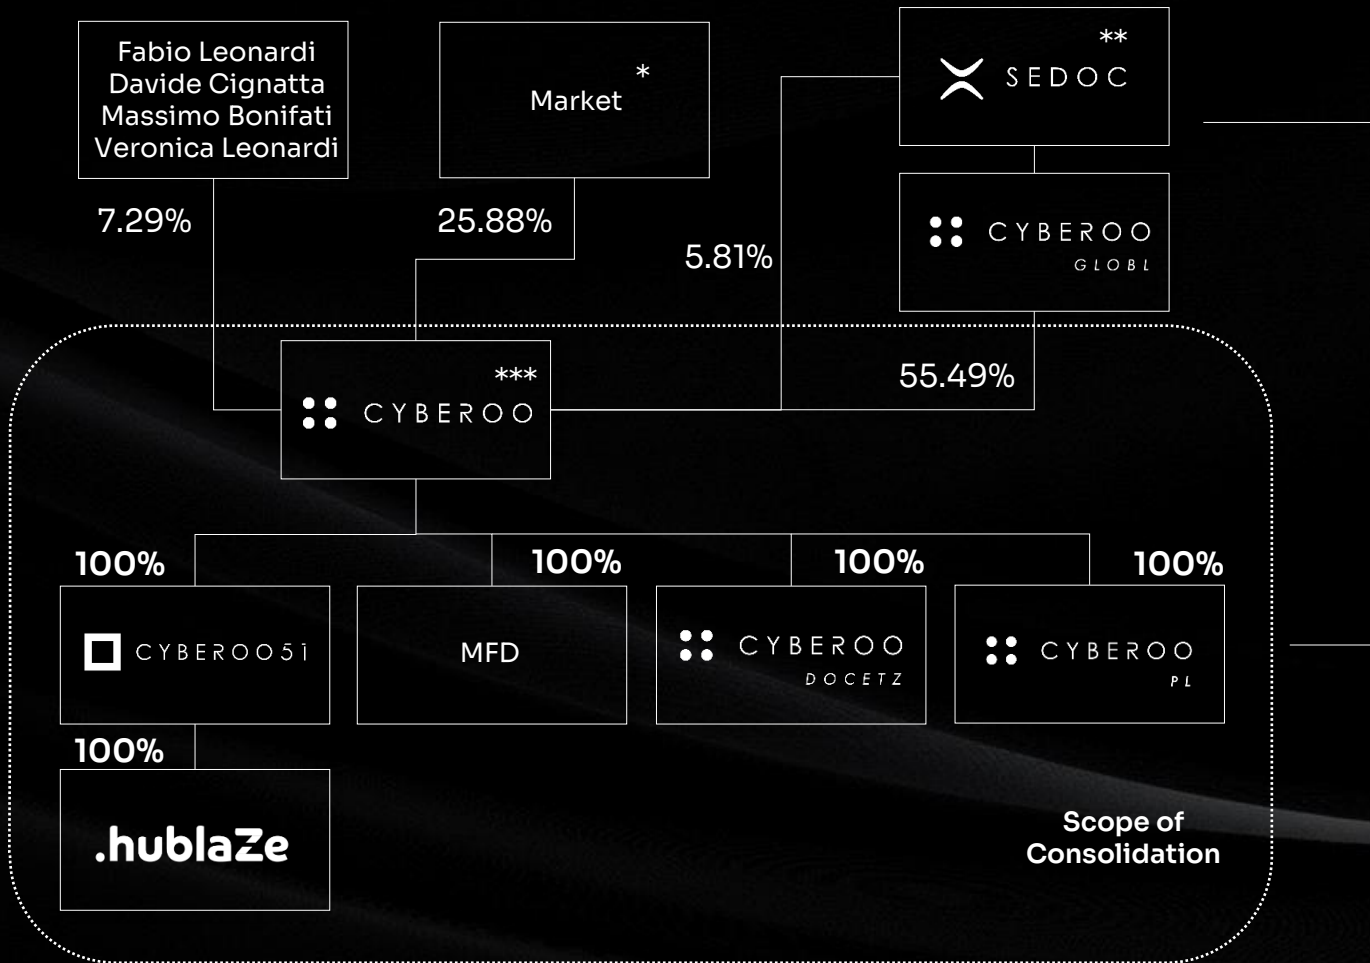 Fabio Leonardi
Davide Cignatta
Massimo Bonifati
Veronica Leonardi
*
Market
**
SEDOC
7.29%
25.88%
5.81%
CYBEROO
GLOBL
55.49%
***
CYBEROO
100%
100%
100%
100%
CYBEROO51
MFD
CYBEROO
DOCETZ
CYBEROO
PL
100%
.hublaze
Scope of
Consolidation